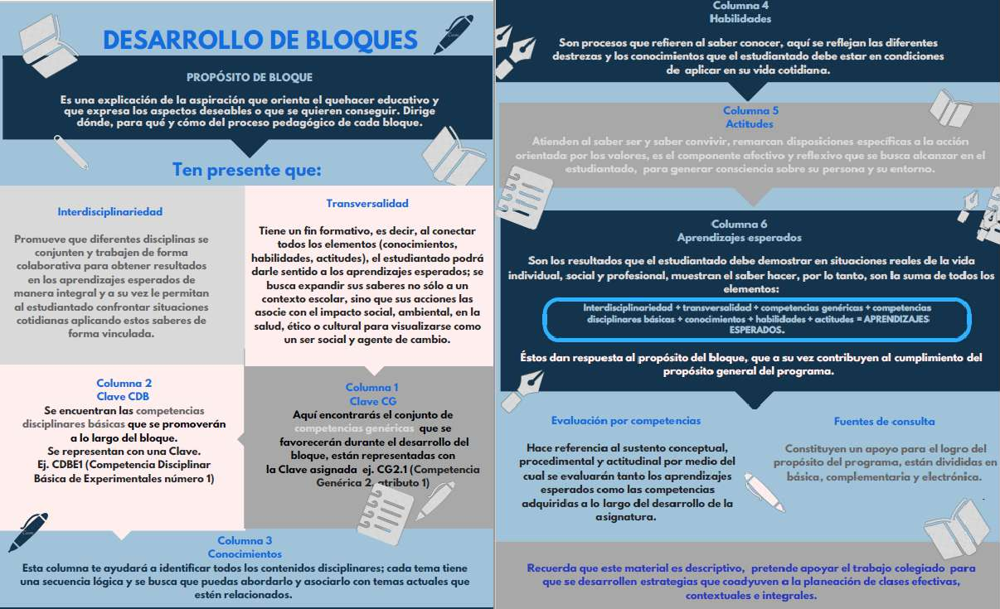 DESARROLLO DE BLOQUES
PROPÓSITO DE BLOQUE
Es una explicación de la aspiración que orienta el quehacer educativo y
que expresa los aspectos deseables o que se quieren conseguir. Dirige
dónde, para qué y cómo del proceso pedagógico de cada bloque.
Ten presente que:
Interdisciplinariedad
Promueve que diferentes disciplinas se
conjunten y trabajen de forma
colaborativa para obtener resultados
en los aprendizajes esperados de
manera integral y a su vez le permitan
al estudiantado confrontar situaciones
cotidianas aplicando estos saberes de
forma vinculada.
Transversalidad
Tiene un fin formativo, es decir, al conectar
todos los elementos (conocimientos,
habilidades, actitudes), el estudiantado podrá
darle sentido a los aprendizajes esperados; se
busca expandir sus saberes no sólo a un
contexto escolar, sino que sus acciones las
asocie con el impacto social, ambiental, en la
salud, ético o cultural para visualizarse como
un ser social y agente de cambio.
Columna 2
Clave CDB
Se encuentran las competencias
disciplinares básicas que se promoverán
a lo largo del bloque.
Se representan con una Clave.
Ej. CDBE1 (Competencia Disciplinar
Básica de Experimentales número 1)
Columna 1
Clave CG
Aquí encontrarás el conjunto de
competencias genéricas que se
favorecerán durante el desarrollo del
bloque, están representadas con
la Clave asignada ej. CG2.1 (Competencia
Genérica 2, atributo 1)
Columna 3
Conocimientos
Esta columna te ayudará a identificar todos los contenidos disciplinares; cada tema tiene
una secuencia lógica y se busca que puedas abordarlo y asociarlo con temas actuales que
estén relacionados.
Columna 4
Habilidades
Son procesos que refieren al saber conocer, aquí se reflejan las diferentes
destrezas y los conocimientos que el estudiantado debe estar en condiciones
de aplicar en su vida cotidiana.
Columna 5
Actitudes
Atienden al saber ser y saber convivir, remarcan disposiciones específicas a la acción
orientada por los valores, es el componente afectivo y reflexivo que se busca alcanzar en el
estudiantado, para generar consciencia sobre su persona y su entorno.
Columna 6
Aprendizajes esperados
Son los resultados que el estudiantado debe demostrar en situaciones reales de la vida
individual, social y profesional, muestran el saber hacer, por lo tanto, son la suma de todos los
elementos:
Interdisciplinariedad + transversalidad + competencias genéricas + competencias
disciplinares básicas + conocimientos + habilidades + actitudes = APRENDIZAJES
ESPERADOS.
Éstos dan respuesta al propósito del bloque, que a su vez contribuyen al cumplimiento del
propósito general del programa.
Evaluación por competencias
Hace referencia al sustento conceptual,
procedimental y actitudinal por medio del
cual se evaluarán tanto los aprendizajes
esperados como las competencias
adquiridas a lo largo del desarrollo de la
asignatura.
Fuentes de consulta
Constituyen un apoyo para el logro del
propósito del programa, están divididas en
básica, complementaria y electrónica.
Recuerda que este material es descriptivo, pretende apoyar el trabajo colegiado para
que se desarrollen estrategias que coadyuven a la planeación de clases efectivas,
contextuales e integrales.